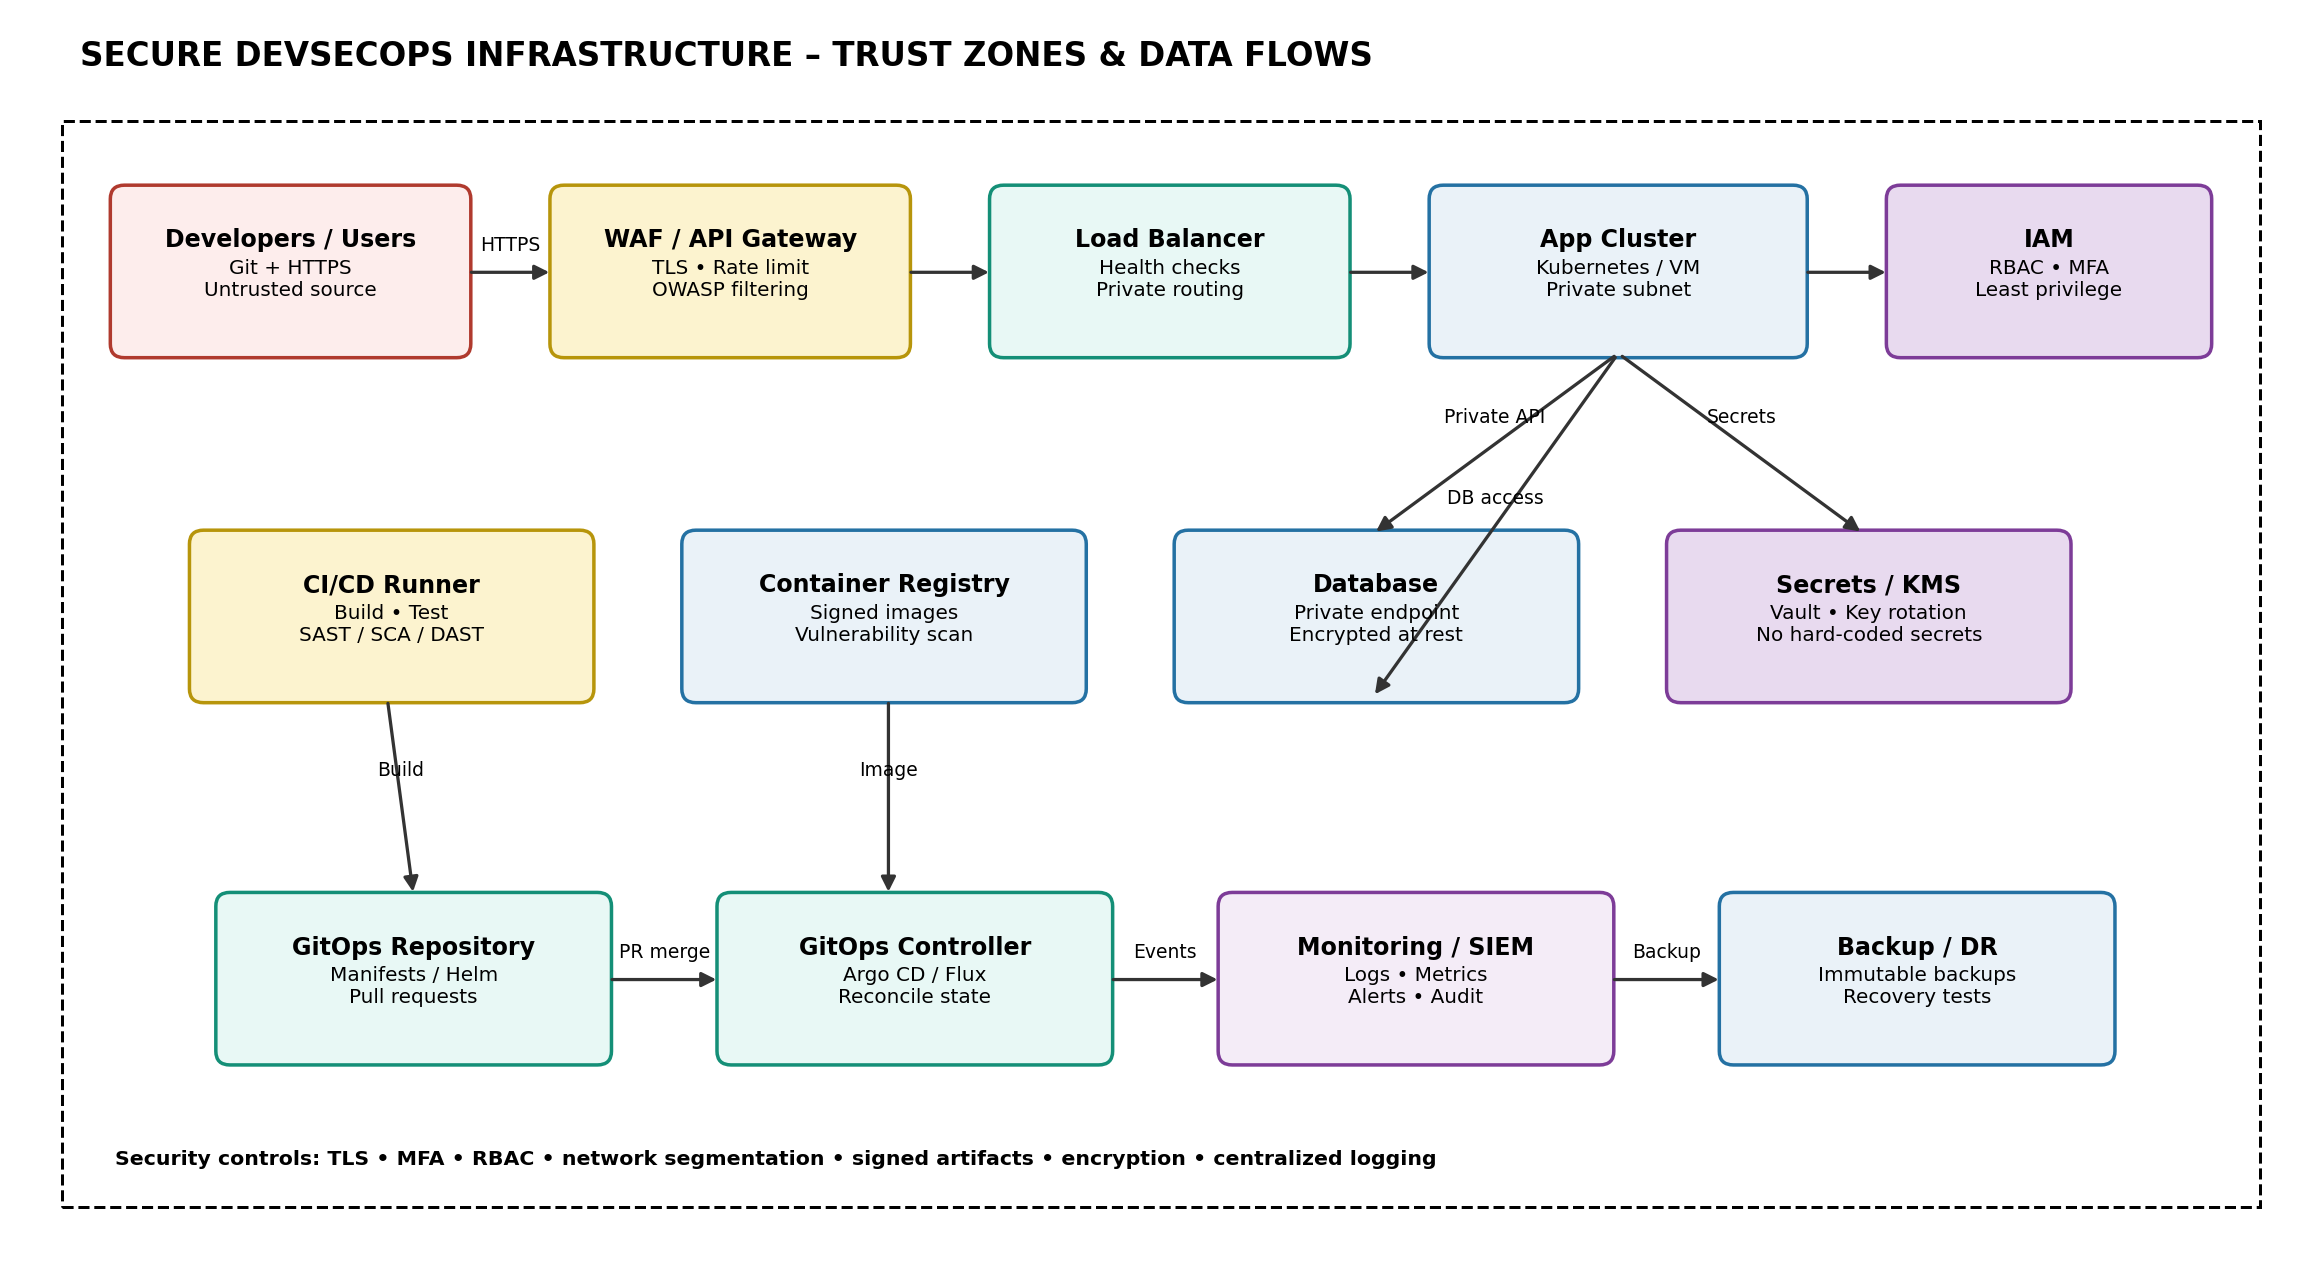 SECURE DEVSECOPS INFRASTRUCTURE – TRUST ZONES & DATA FLOWS
Developers / Users
Git + HTTPS
Untrusted source
HTTPS
WAF / API Gateway
TLS • Rate limit
OWASP filtering
Load Balancer
Health checks
Private routing
App Cluster
Kubernetes / VM
Private subnet
IAM
RBAC • MFA
Least privilege
Private API
Secrets
DB access
CI/CD Runner
Build • Test
SAST / SCA / DAST
Container Registry
Signed images
Vulnerability scan
Database
Private endpoint
Encrypted at rest
Secrets / KMS
Vault • Key rotation
No hard-coded secrets
Build
Image
GitOps Repository
Manifests / Helm
Pull requests
PR merge
GitOps Controller
Argo CD / Flux
Reconcile state
Events
Monitoring / SIEM
Logs • Metrics
Alerts • Audit
Backup
Backup / DR
Immutable backups
Recovery tests
Security controls: TLS • MFA • RBAC • network segmentation • signed artifacts • encryption • centralized logging